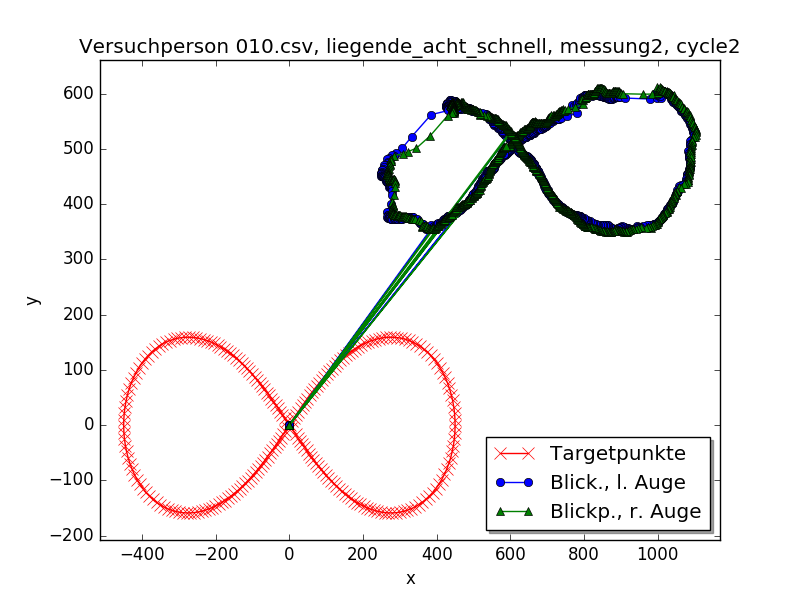 Versuchperson 010.csv, liegende_acht_schnell, messung2, cycle2
600
500
400
300
200
100
0
−100
−200
y
−400 −200 0 200 400 600 800 1000
x
Targetpunkte
Blick., l. Auge
Blickp., r. Auge